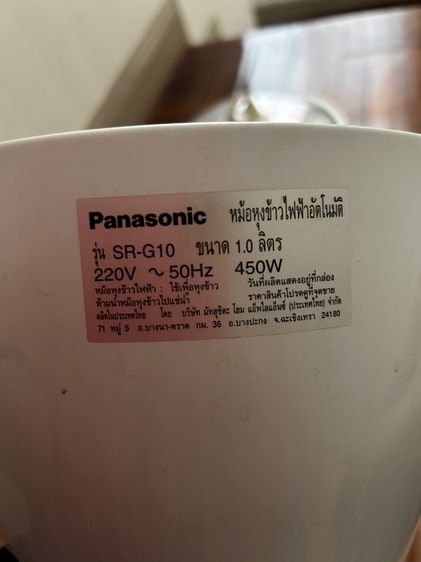 Panasonic หม้อหุงข้าวไฟฟ้าอัตโนมัติ
รุ่น SR-G10 ขนาด 1.0 ลิตร
220V ~ 50Hz 450W
หม้อหุงข้าวไฟฟ้า : ใช้เพื่อหุงข้าว วันที่ผลิตแสดงอยู่ที่กล่อง
ห้ามนำหม้อหุงข้าวไปแช่น้ำ ราคาสินค้าโปรดดูที่จุดขาย
ผลิตในประเทศไทย โดย บริษัท มัทสุชิตะ โฮม แอ็พไลแอ็นซ์ (ประเทศไทย) จำกัด
71 หมู่ 5 ถ.บางนา-ตราด กม. 36 อ.บางปะกง จ.ฉะเชิงเทรา 24180